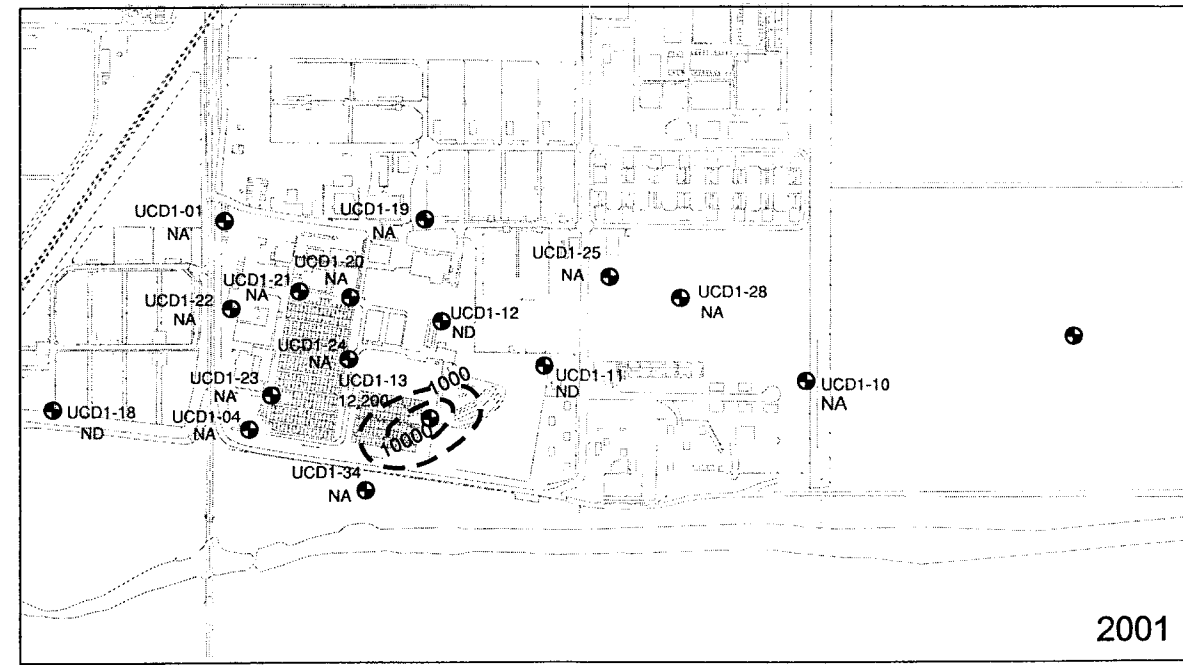 UCD1-01
NA
UCD1-19
NA
UCD1-25
NA
UCD1-20
NA
UCD1-21
NA
UCD1-28
NA
UCD1-22
NA
UCD1-12
ND
UCD1-24
NA
UCD1-11
ND
UCD1-13
12,200
1000
UCD1-10
NA
UCD1-23
NA
UCD1-18
ND
UCD1-04
NA
10000
UCD1-34
NA
2001